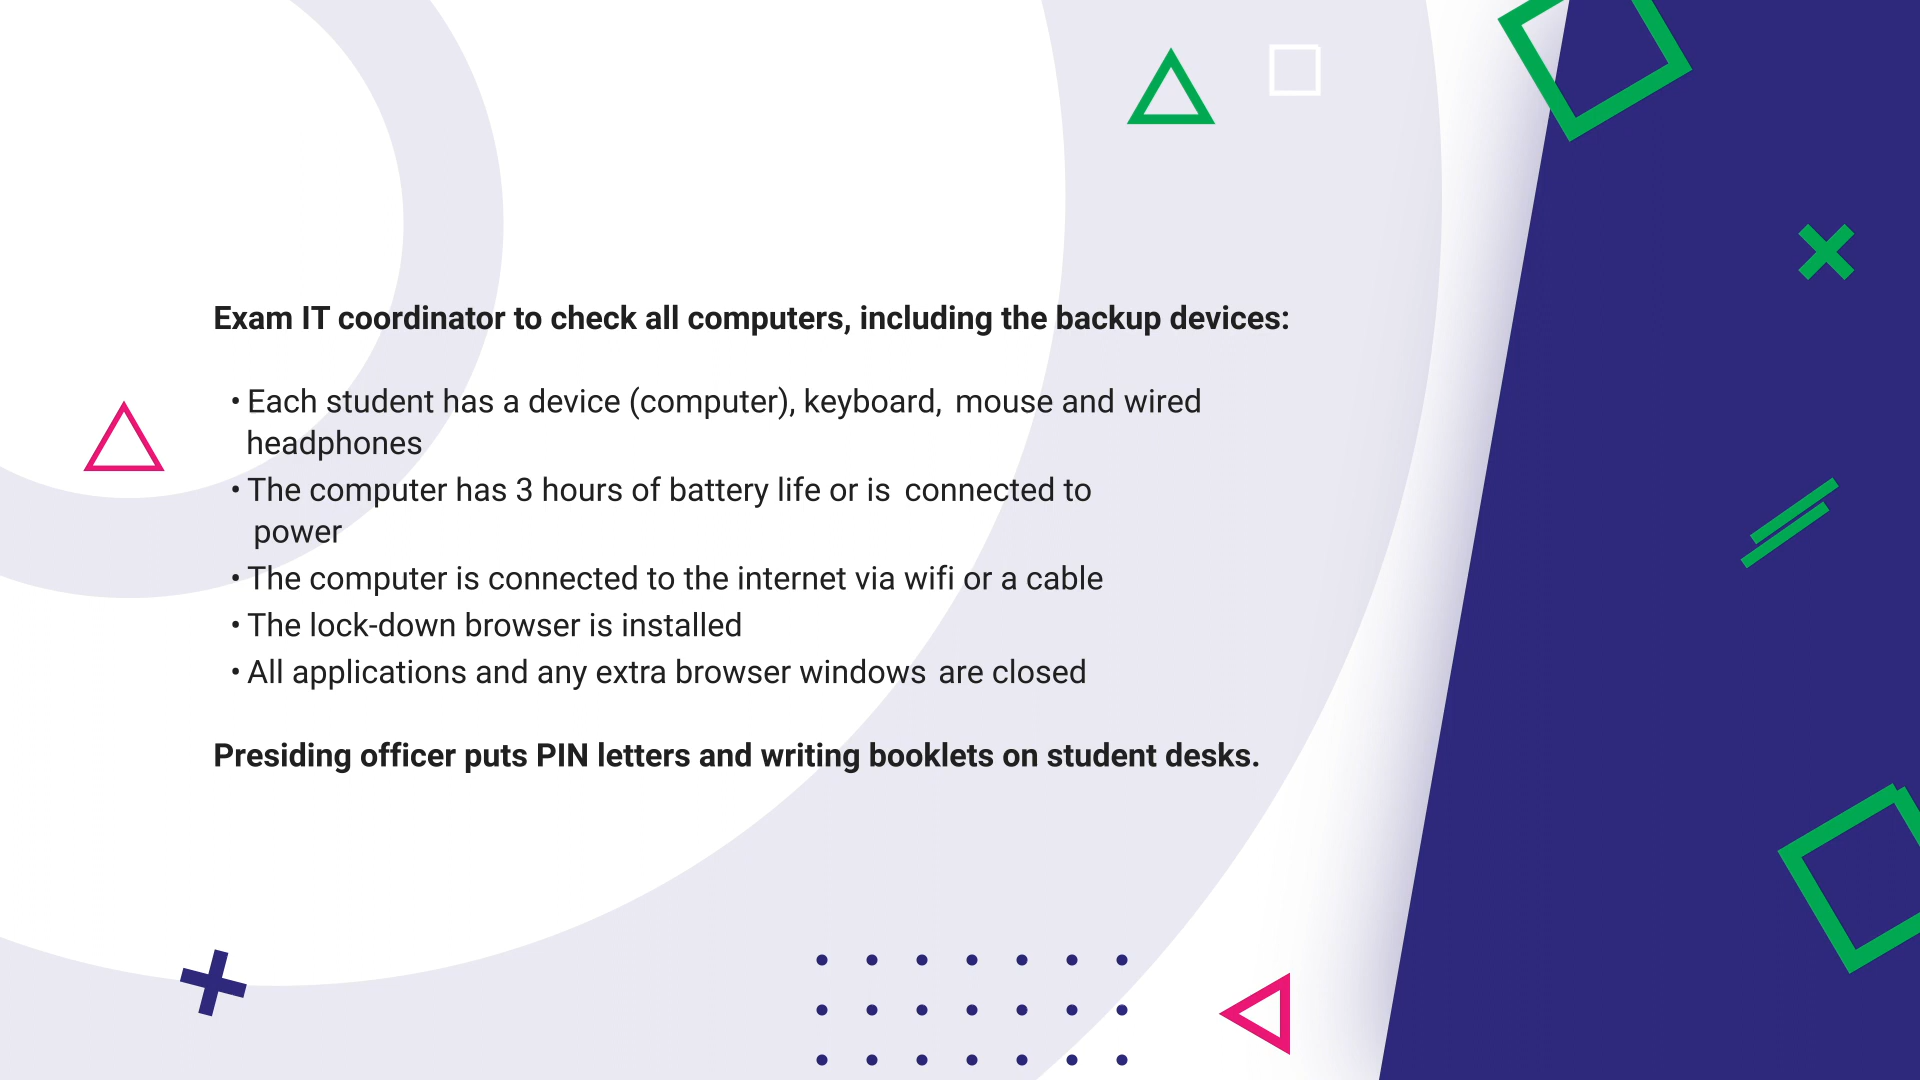 Exam IT coordinator to check all computers, including the backup devices:
• Each student has a device (computer), keyboard, mouse and wired
headphones
• The computer has 3 hours of battery life or is connected to
power
• The computer is connected to the internet via wifi or a cable
• The lock-down browser is installed
• All applications and any extra browser windows are closed
Presiding officer puts PIN letters and writing booklets on student desks.